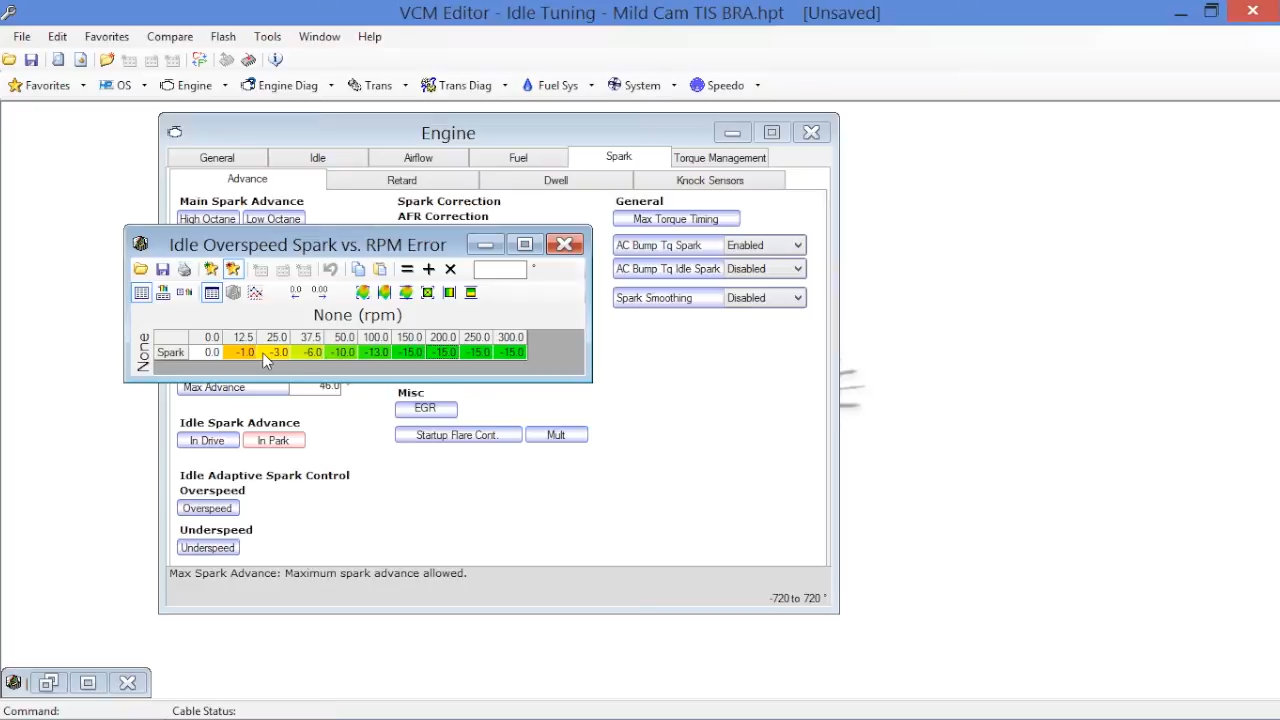 VCM Editor - Idle Tuning - Mild Cam TIS BRA.hpt [Unsaved]
File Edit Favorites Compare Flash Tools Window Help
Favorites OS Engine Engine Diag Trans Trans Diag Fuel Sys System Speedo
Engine
General Idle Airflow Fuel Spark Torque Management
Advance Retard Dwell Knock Sensors
Main Spark Advance Spark Correction General
AFR Correction
High Octane Low Octane Max Torque Timing
Idle Overspeed Spark vs. RPM Error
AC Bump Tq Spark Enabled
AC Bump Tq Idle Spark Disabled
Spark Smoothing Disabled
0.0 0.00
None (rpm)
None
0.0 12.5 25.0 37.5 50.0 100.0 150.0 200.0 250.0 300.0
Spark 0.0 -1.0 -3.0 -6.0 -10.0 -13.0 -15.0 -15.0 -15.0 -15.0
Max Advance 46.0 °
Misc
EGR
Idle Spark Advance
In Drive In Park Startup Flare Cont. Mult
Idle Adaptive Spark Control
Overspeed
Overspeed
Underspeed
Underspeed
Max Spark Advance: Maximum spark advance allowed.
-720 to 720 °
Command: Cable Status: